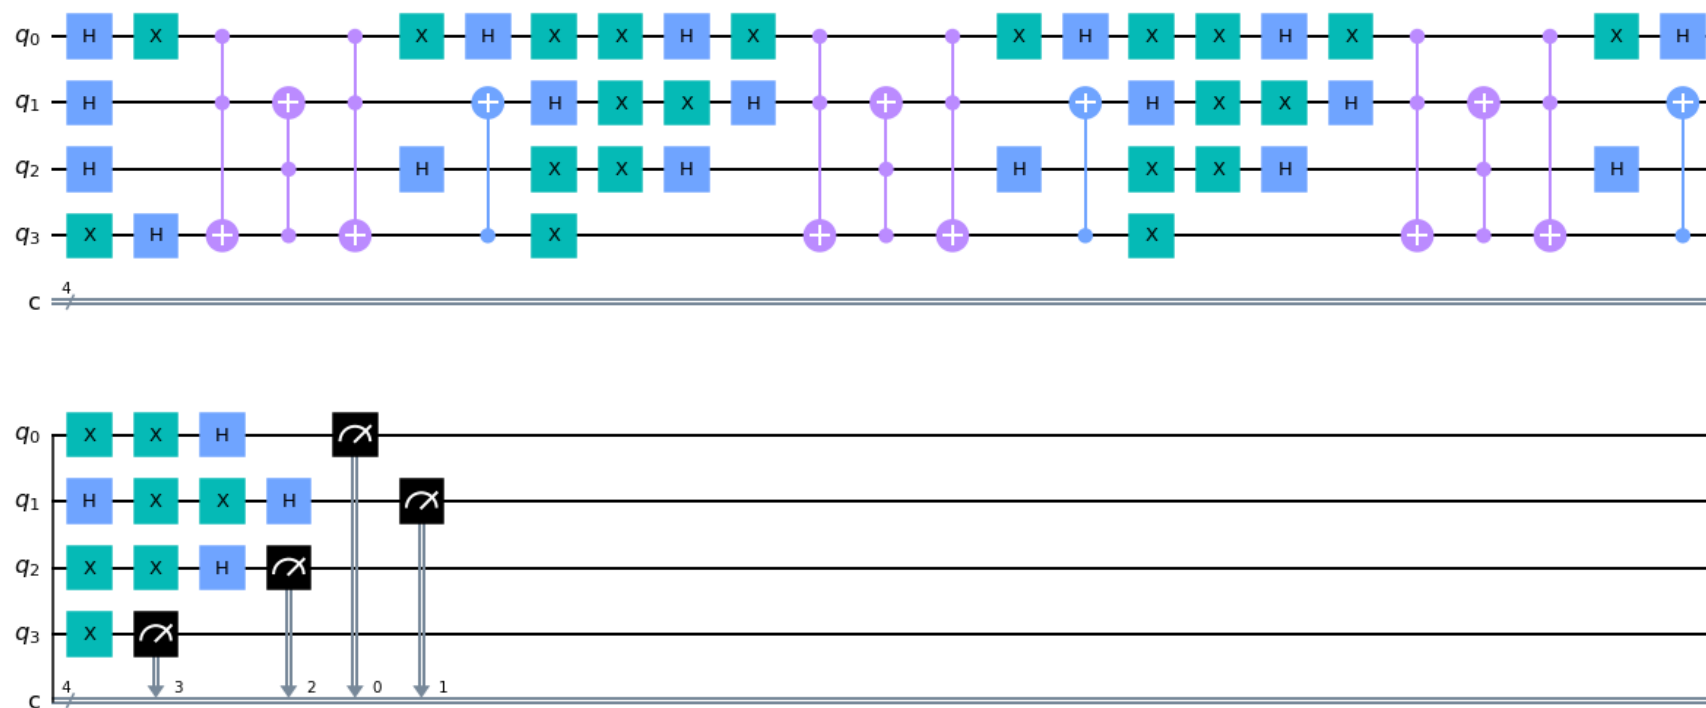 q0 H X X H X X H X X H X X H X X H
q1 H H X X H H X X H
q2 H H X X H H X X H H
q3 X H X X
c 4
q0 X X H
q1 H X X H
q2 X X H
q3 X
c 4 3 2 0 1